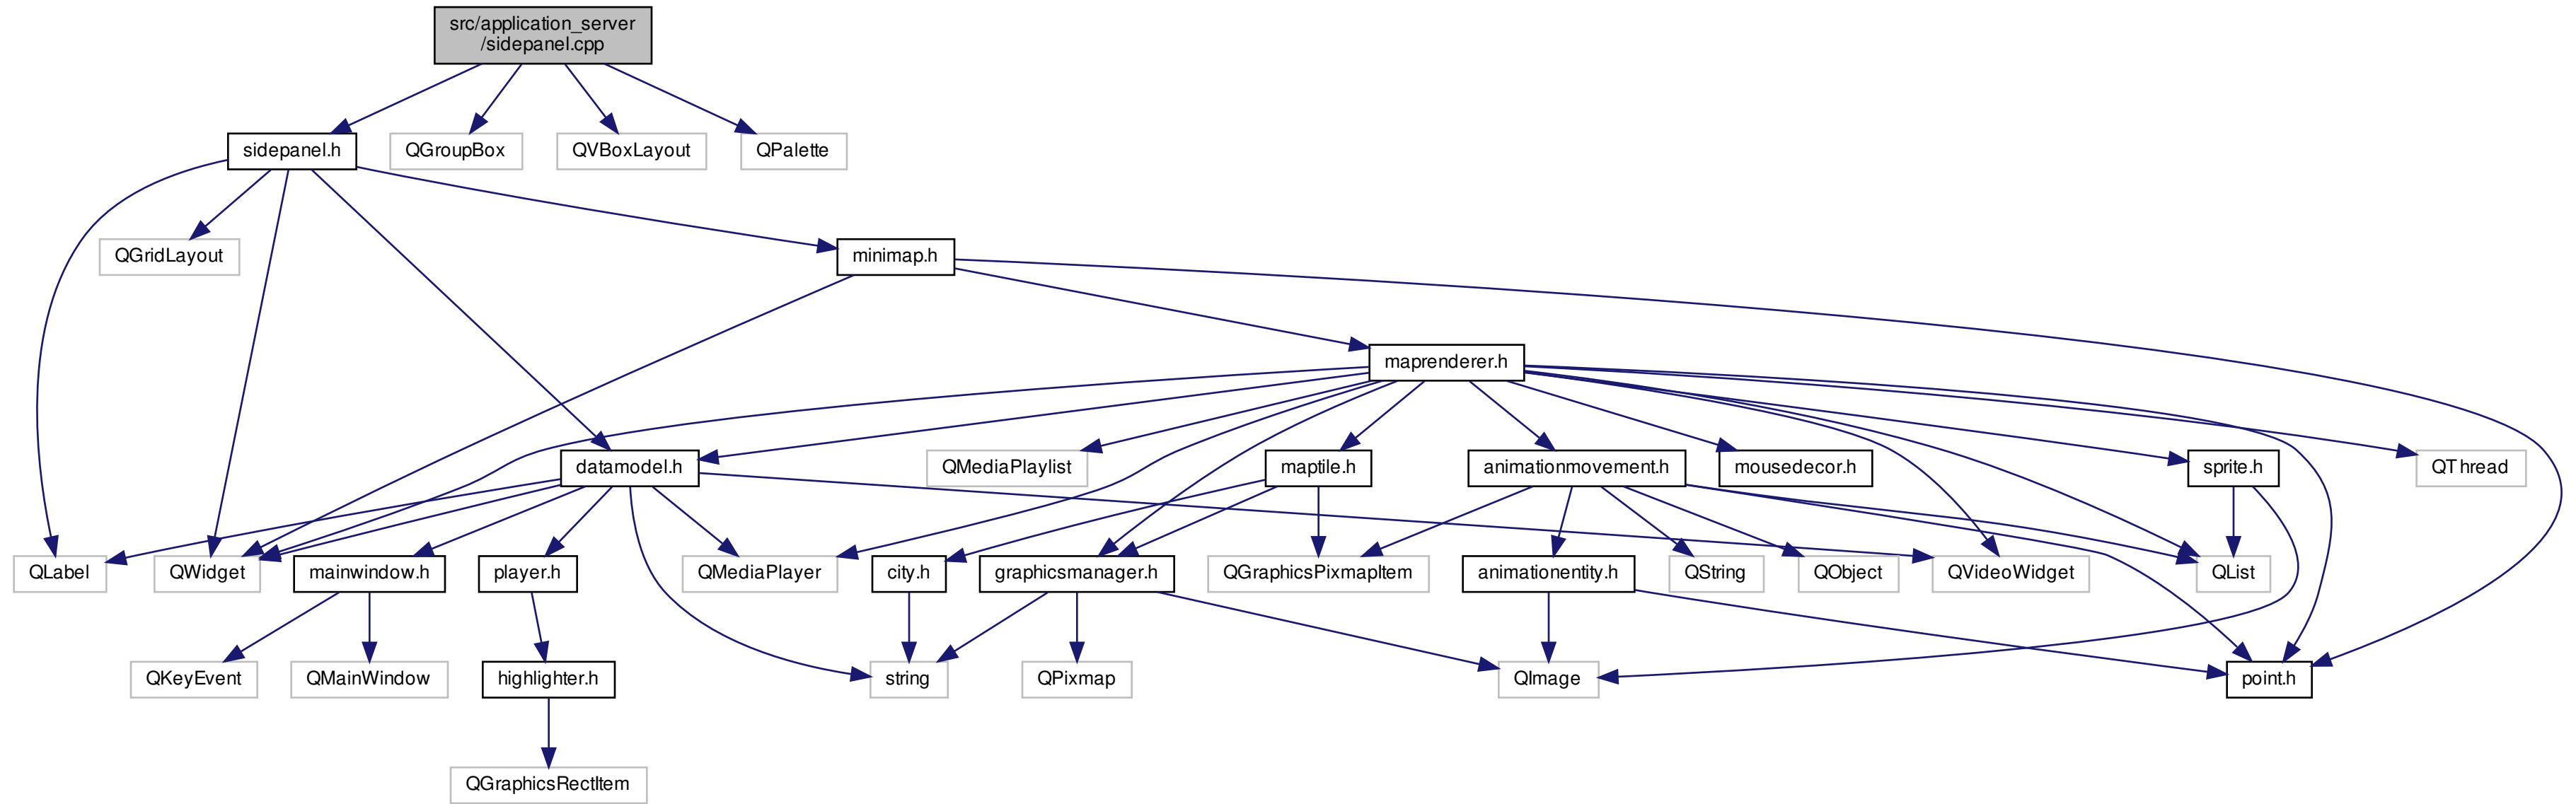 src/application_server
/sidepanel.cpp
sidepanel.h
QGroupBox
QVBoxLayout
QPalette
QGridLayout
minimap.h
maprenderer.h
datamodel.h
QMediaPlaylist
maptile.h
animationmovement.h
mousedecor.h
sprite.h
QThread
QLabel
QWidget
mainwindow.h
player.h
QMediaPlayer
city.h
graphicsmanager.h
QGraphicsPixmapItem
animationentity.h
QString
QObject
QVideoWidget
QList
QKeyEvent
QMainWindow
highlighter.h
string
QPixmap
QImage
point.h
QGraphicsRectItem